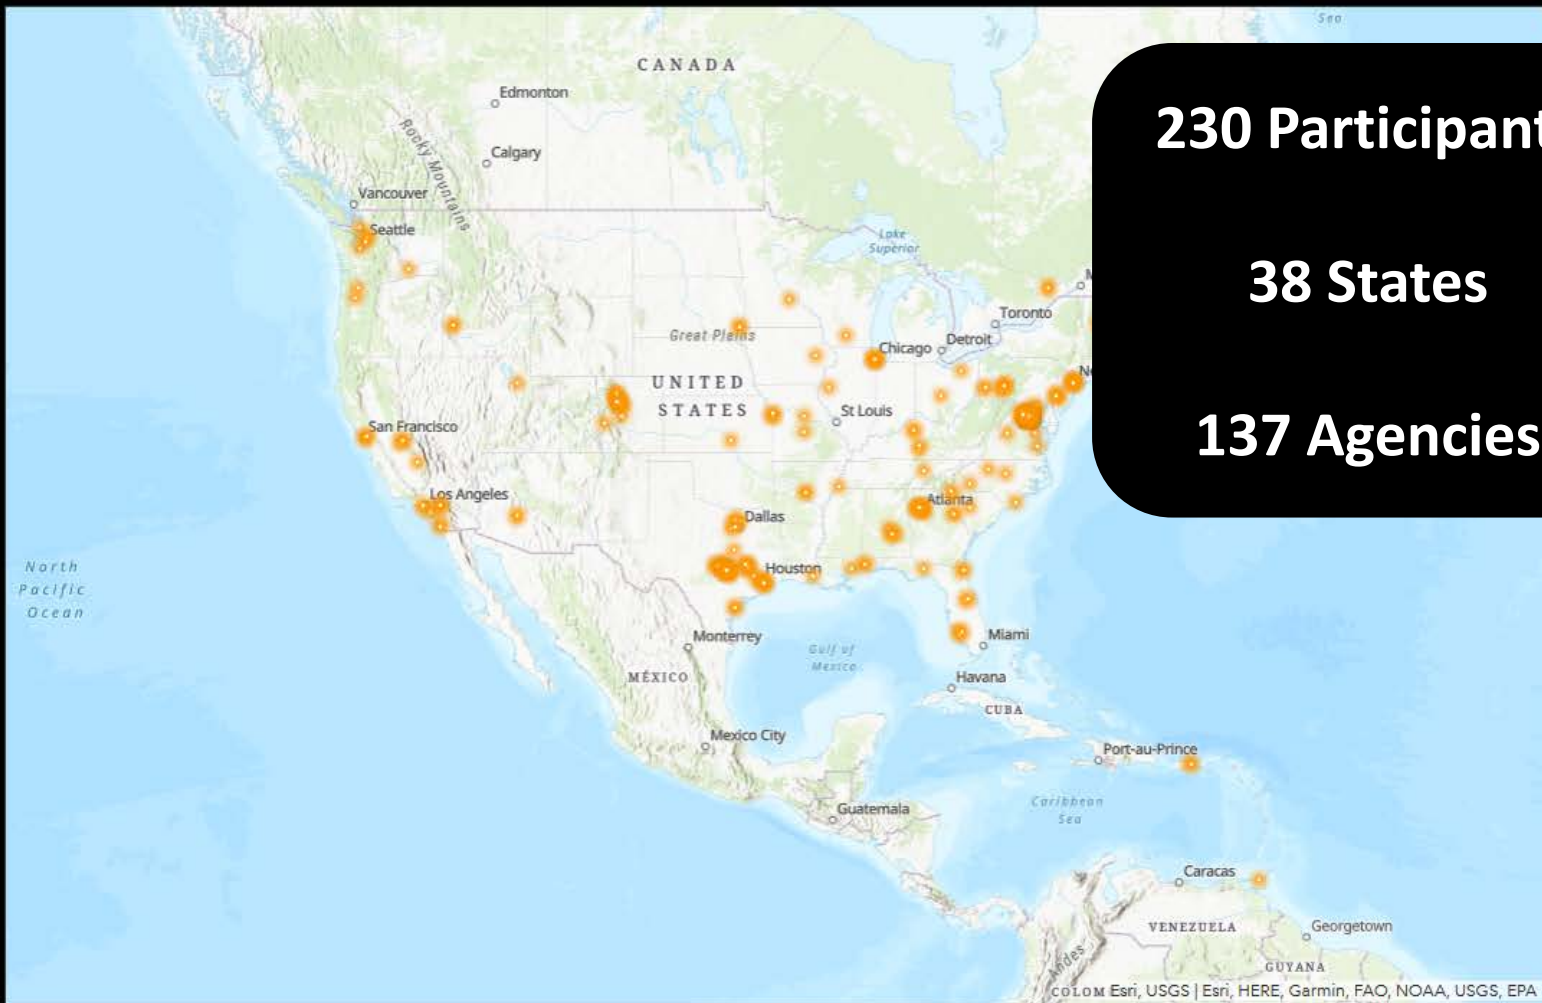 Sea
CANADA
Edmonton
Rocky Mountains
Calgary
Vancouver
Seattle
Lake
Superior
Toronto
Great Plains
Chicago
Detroit
UNITED
STATES
St Louis
San Francisco
Los Angeles
Atlanta
Dallas
Houston
North
Pacific
Ocean
Monterrey
Miami
Gulf of
Mexico
MÉXICO
Havana
CUBA
Mexico City
Port-au-Prince
Caribbean
Sea
Guatemala
Caracas
VENEZUELA
Georgetown
Andes
GUYANA
COLOM
Esri, USGS | Esri, HERE, Garmin, FAO, NOAA, USGS, EPA
230 Participant
38 States
137 Agencies